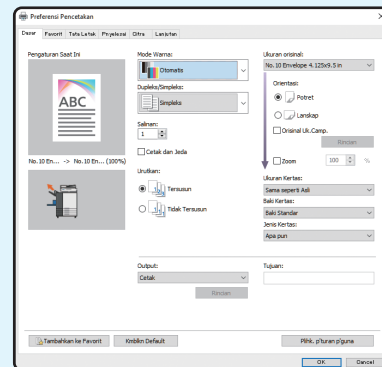 Preferensi Pencetakan
Dasar Favorit Tata Letak Pnyelesai Citra Lanjutan
Pengaturan Saat Ini
ABC
No. 10 En... -> No. 10 En... (100%)
Mode Warna:
Otomatis
Dupleks/Simpleks:
Simpleks
Salinan:
1
Cetak dan Jeda
Urutkan:
Tersusun
Tidak Tersusun
Ukuran orisinal:
No. 10 Envelope 4.125x9.5 in
Orientasi:
Potret
Lanskap
Orisinal Uk.Camp.
Rincian
Zoom 100 %
Ukuran Kertas:
Sama seperti Asli
Baki Kertas:
Baki Standar
Jenis Kertas:
Apa pun
Output:
Cetak
Rincian
Tujuan:
Tambahkan ke Favorit Kmblikn Default Pilihk. p'turan p'guna
OK Cancel